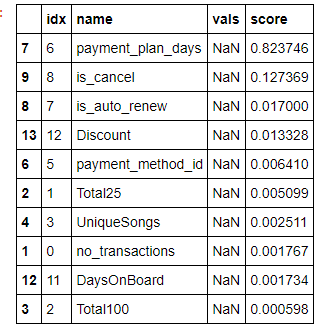 idx name vals score
7 6 payment_plan_days NaN 0.823746
9 8 is_cancel NaN 0.127369
8 7 is_auto_renew NaN 0.017000
13 12 Discount NaN 0.013328
6 5 payment_method_id NaN 0.006410
2 1 Total25 NaN 0.005099
4 3 UniqueSongs NaN 0.002511
1 0 no_transactions NaN 0.001767
12 11 DaysOnBoard NaN 0.001734
3 2 Total100 NaN 0.000598